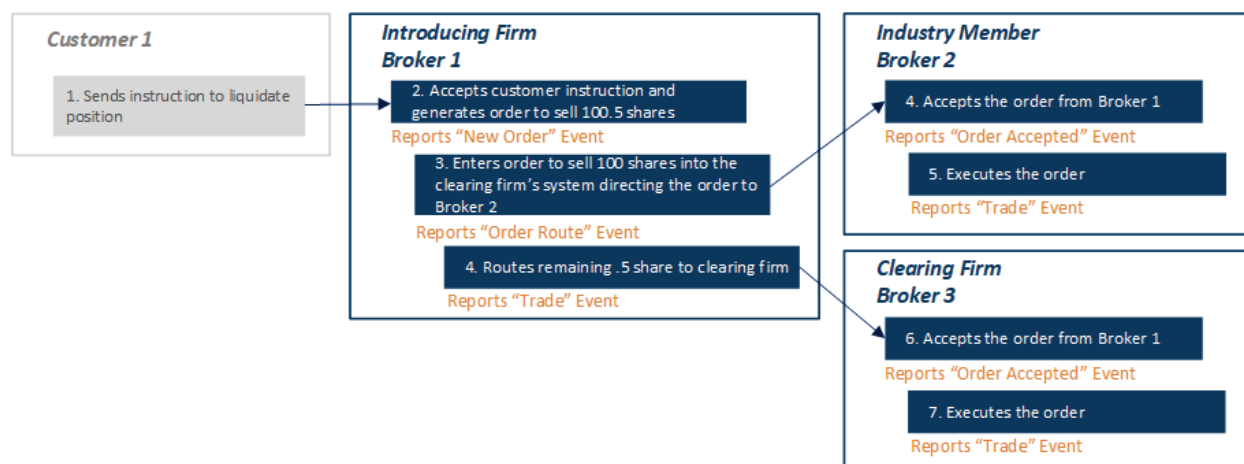 Customer 1
1. Sends instruction to liquidate
position
Introducing Firm
Broker 1
2. Accepts customer instruction and
generates order to sell 100.5 shares
Reports “New Order” Event
3. Enters order to sell 100 shares into the
clearing firm’s system directing the order to
Broker 2
Reports “Order Route” Event
4. Routes remaining .5 share to clearing firm
Reports “Trade” Event
Industry Member
Broker 2
4. Accepts the order from Broker 1
Reports “Order Accepted” Event
5. Executes the order
Reports “Trade” Event
Clearing Firm
Broker 3
6. Accepts the order from Broker 1
Reports “Order Accepted” Event
7. Executes the order
Reports “Trade” Event